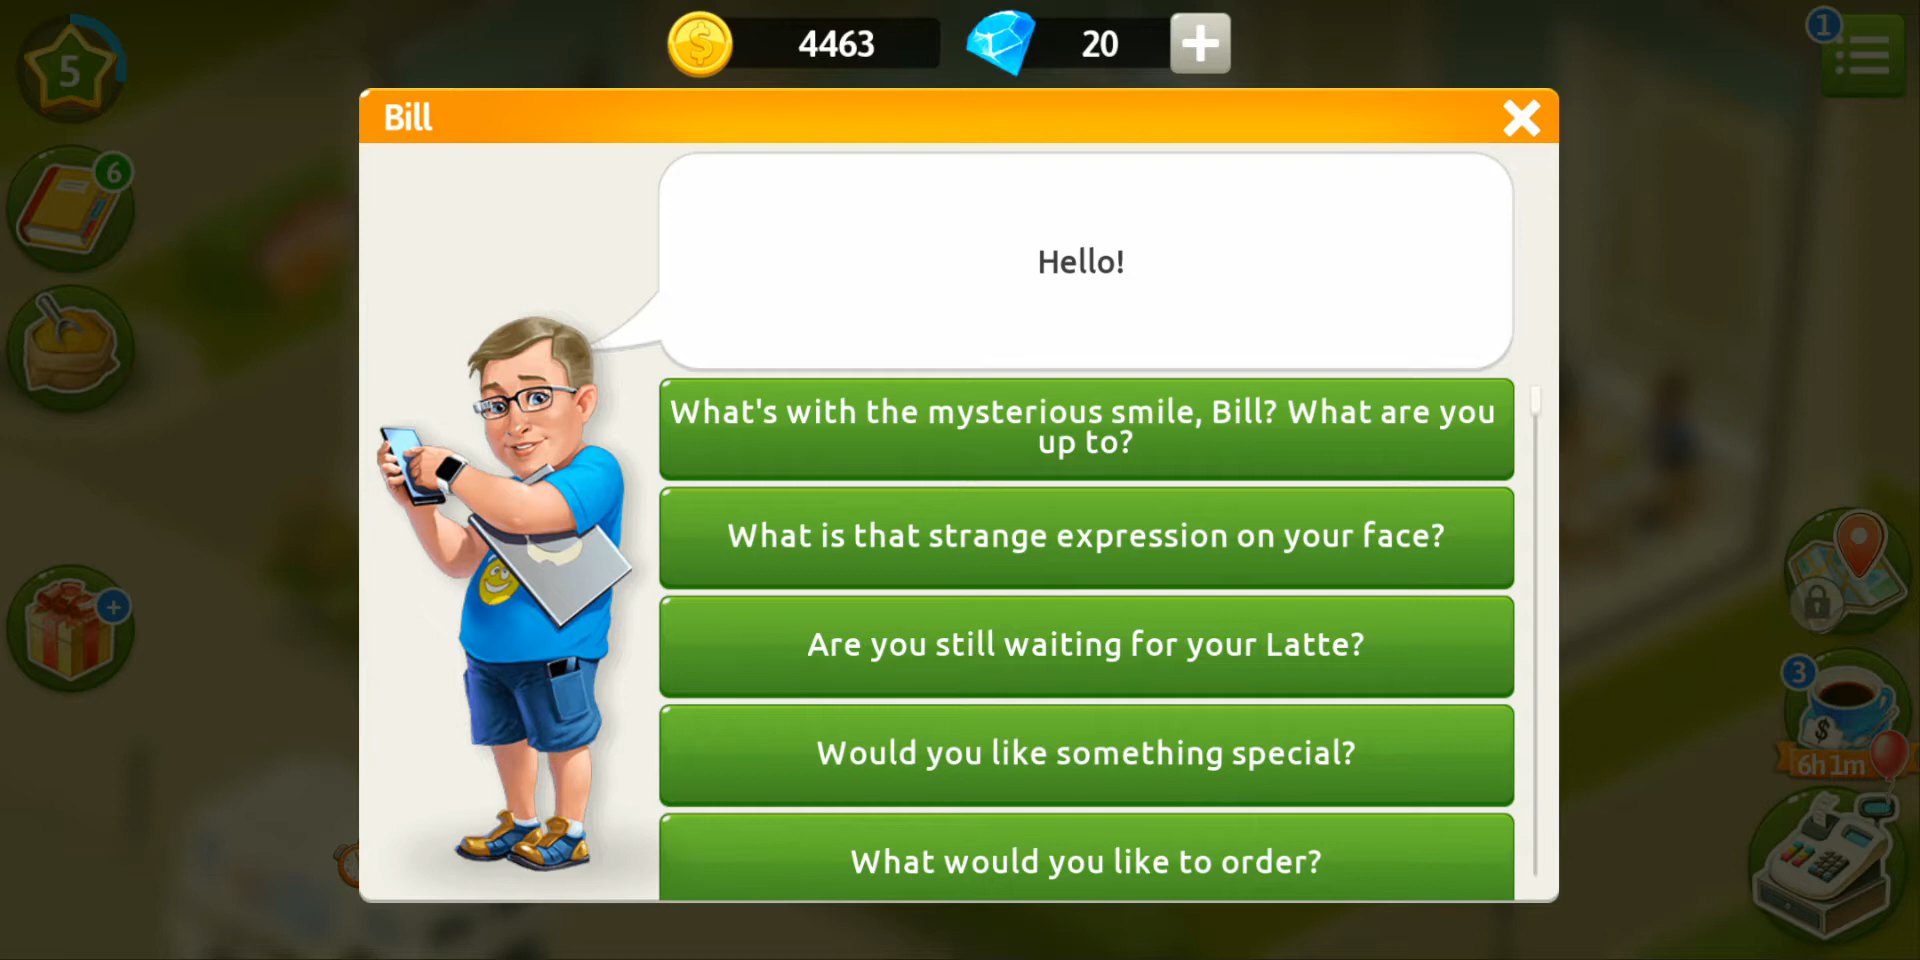 5
4463
20
1
Bill
6
Hello!
What's with the mysterious smile, Bill? What are you
up to?
What is that strange expression on your face?
Are you still waiting for your Latte?
Would you like something special?
What would you like to order?
3
6h 1m